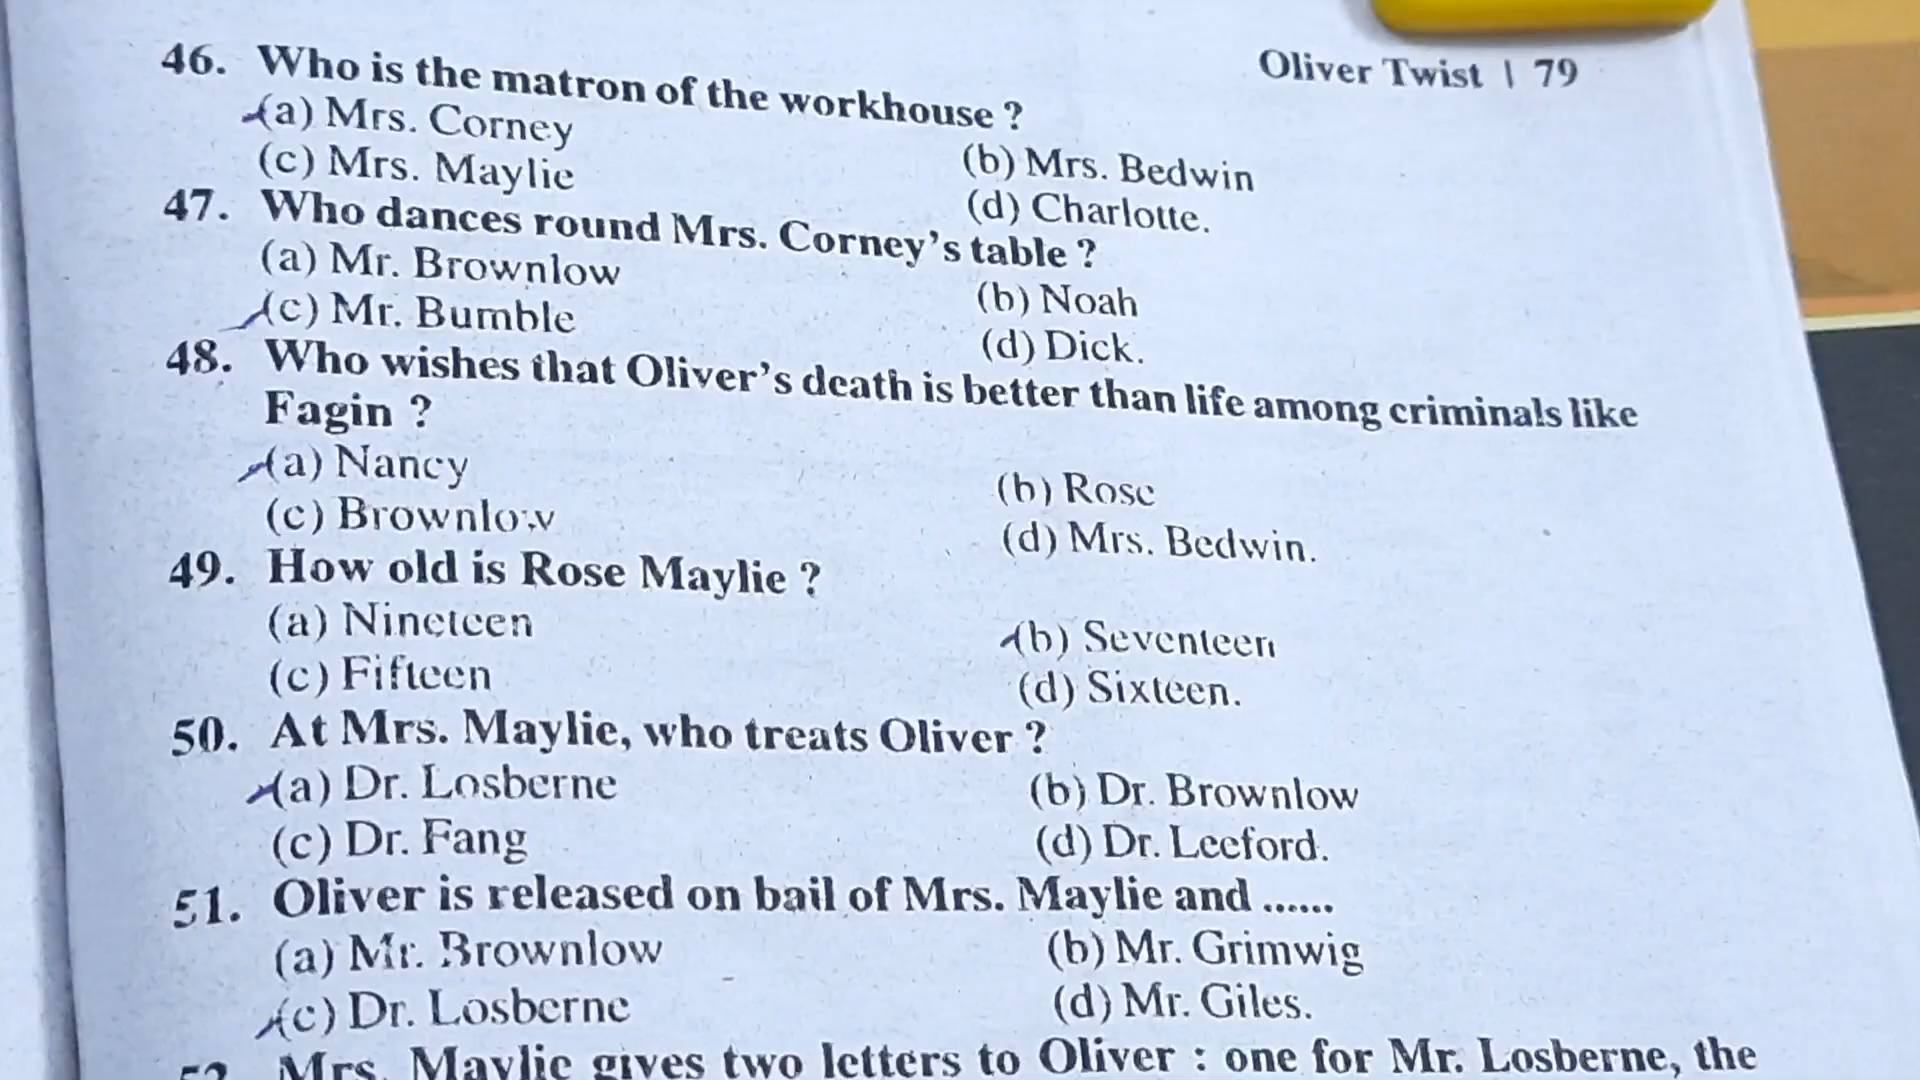 Oliver Twist | 79
46. Who is the matron of the workhouse ?
(a) Mrs. Corney
(b) Mrs. Bedwin
(c) Mrs. Maylie
(d) Charlotte.
47. Who dances round Mrs. Corney's table ?
(a) Mr. Brownlow
(b) Noah
(c) Mr. Bumble
(d) Dick.
48. Who wishes that Oliver's death is better than life among criminals like
Fagin ?
(a) Nancy
(b) Rose
(c) Brownlow
(d) Mrs. Bedwin.
49. How old is Rose Maylie ?
(a) Nineteen
(b) Seventeen
(c) Fifteen
(d) Sixteen.
50. At Mrs. Maylie, who treats Oliver ?
(a) Dr. Losberne
(b) Dr. Brownlow
(c) Dr. Fang
(d) Dr. Leeford.
51. Oliver is released on bail of Mrs. Maylie and ......
(a) Mr. Brownlow
(b) Mr. Grimwig
(c) Dr. Losberne
(d) Mr. Giles.
52. Mrs. Maylie gives two letters to Oliver : one for Mr. Losberne, the